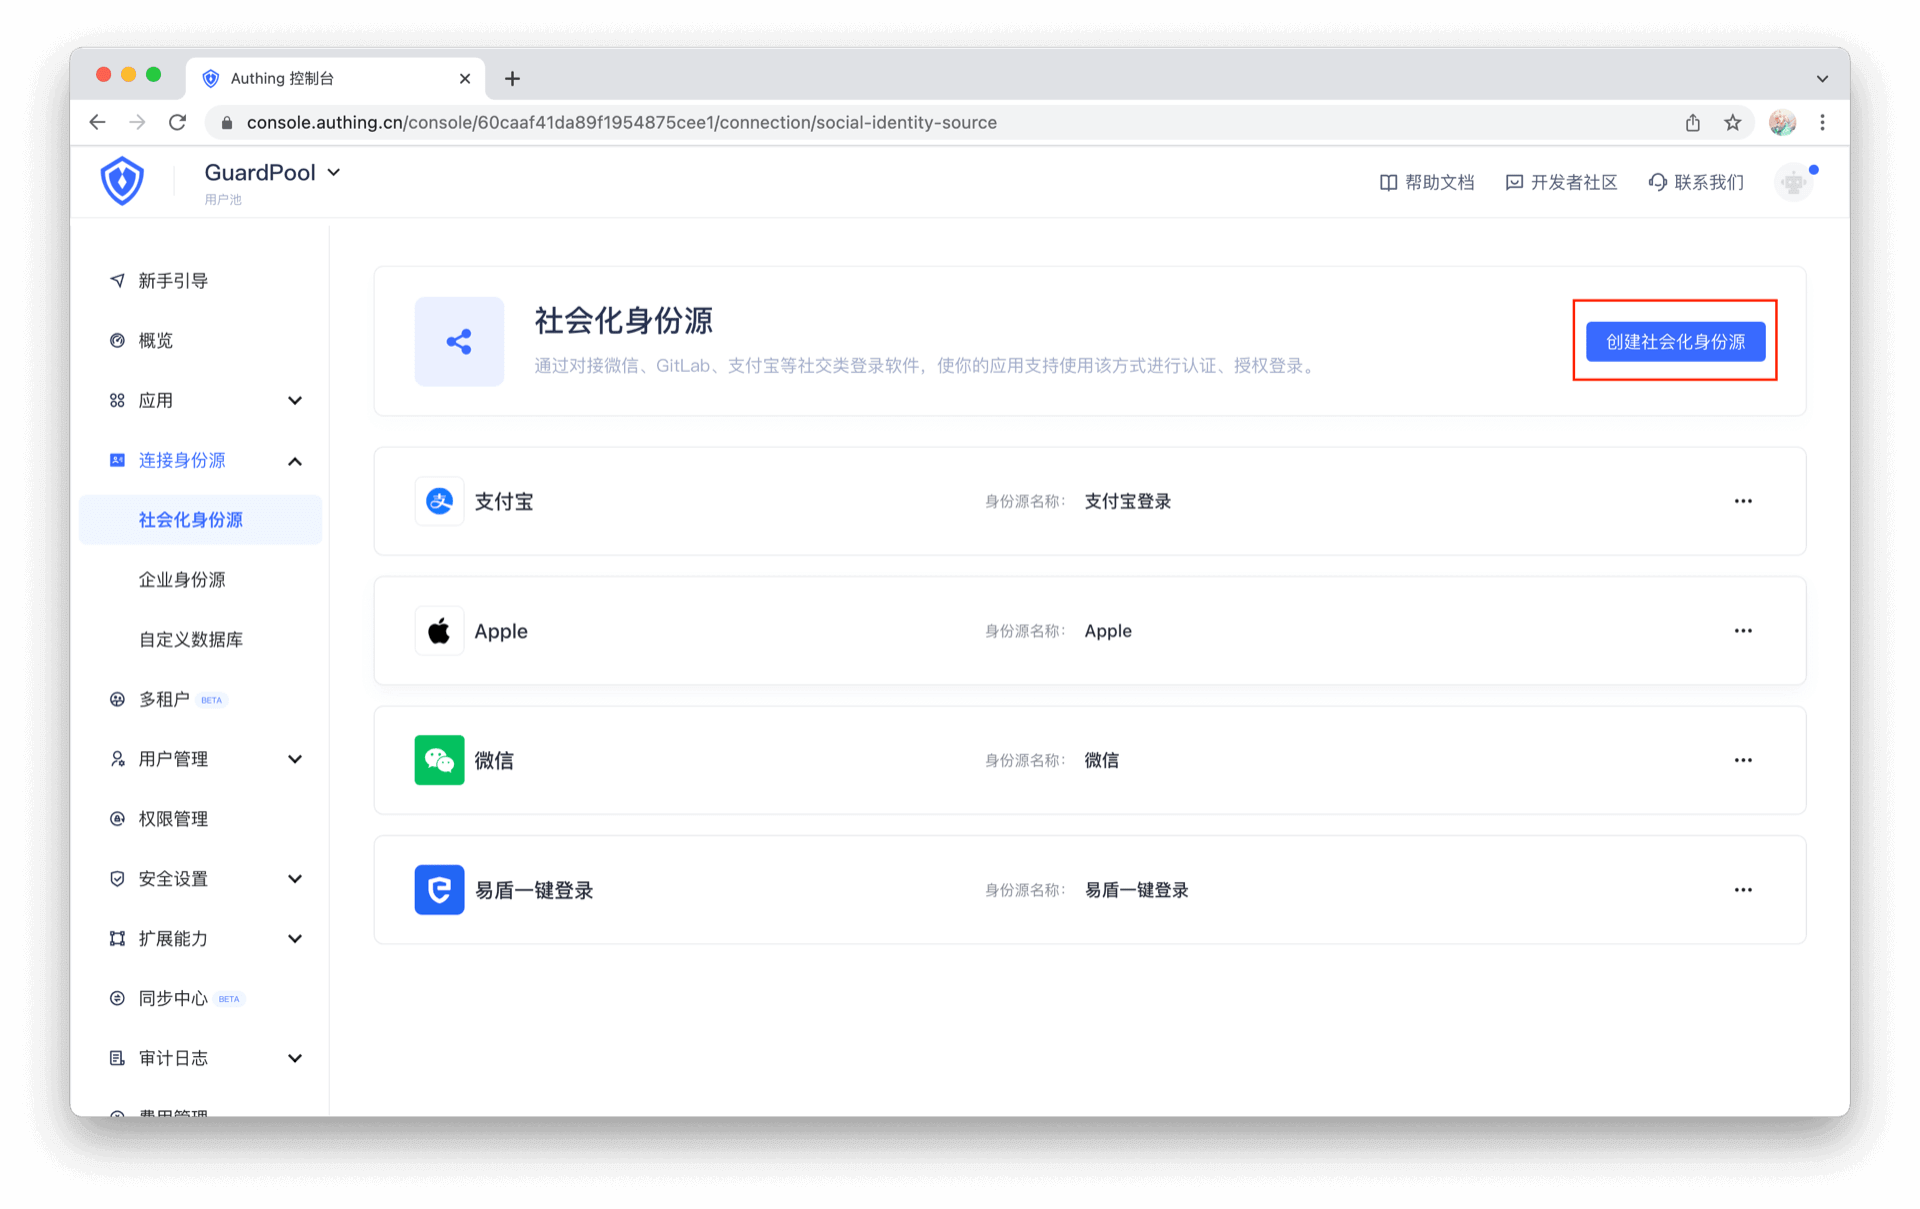 Authing 控制台
console.authing.cn/console/60caaf41da89f1954875cee1/connection/social-identity-source
GuardPool
用户池
帮助文档
开发者社区
联系我们
新手引导
概览
应用
连接身份源
社会化身份源
企业身份源
自定义数据库
多租户 BETA
用户管理
权限管理
安全设置
扩展能力
同步中心 BETA
审计日志
费用管理
社会化身份源
通过对接微信、GitLab、支付宝等社交类登录软件，使你的应用支持使用该方式进行认证、授权登录。
创建社会化身份源
支付宝 身份源名称： 支付宝登录
Apple 身份源名称： Apple
微信 身份源名称： 微信
易盾一键登录 身份源名称： 易盾一键登录